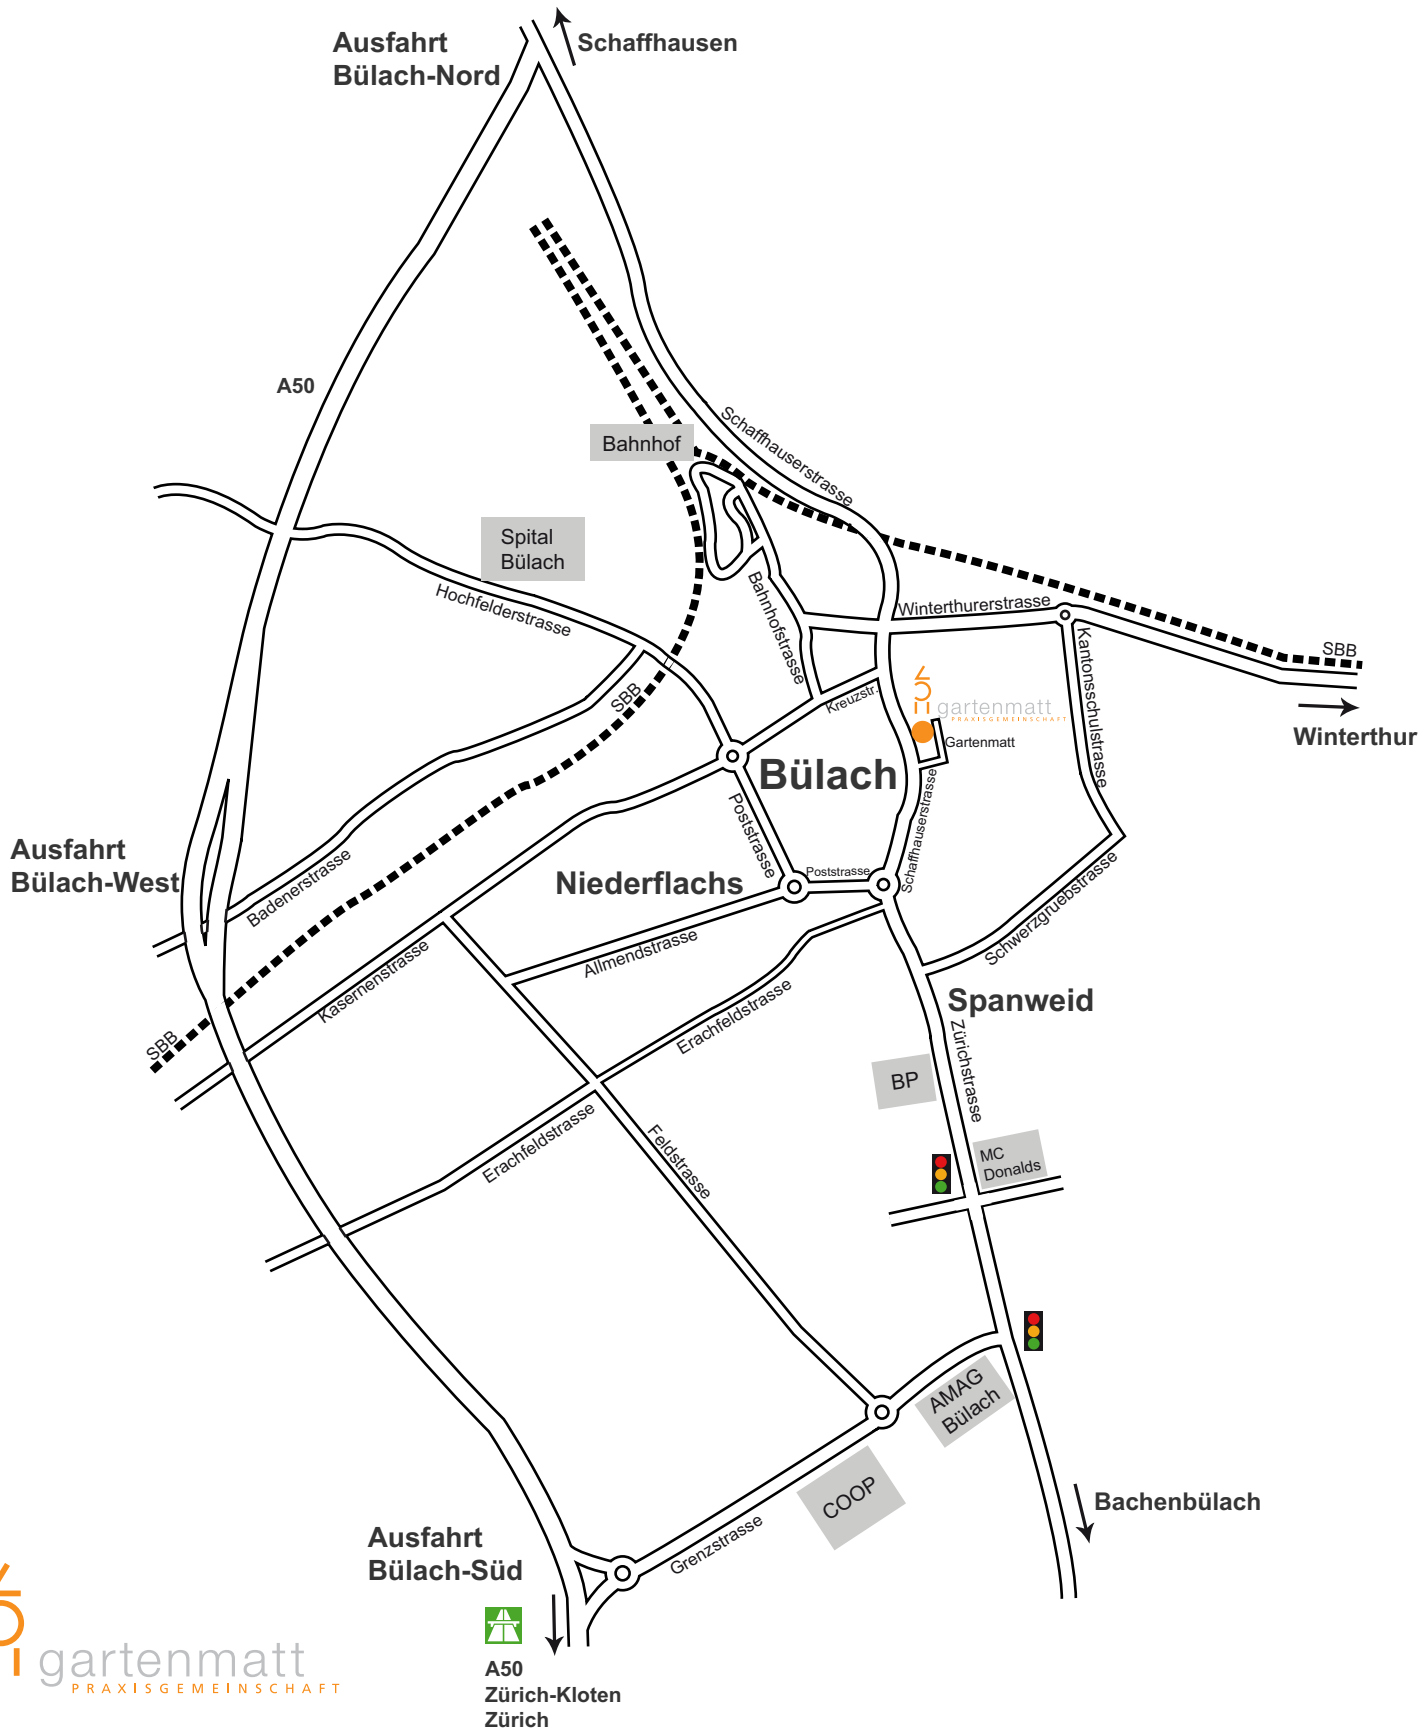 Ausfahrt
Bülach-Nord
Schaffhausen
A50
Schaffhauserstrasse
Bahnhof
Spital
Bülach
Hochfelderstrasse
Bahnhofstrasse
Winterthurerstrasse
Kantonsschulstrasse
SBB
Winterthur
SBB
Kreuzstr.
gartenmatt
PRAXISGEMEINSCHAFT
Gartenmatt
Bülach
Poststrasse
Schaffhauserstrasse
Ausfahrt
Bülach-West
Badenerstrasse
Niederflachs
Poststrasse
Schwerzgruebstrasse
Allmendstrasse
Kasernenstrasse
Erachfeldstrasse
Spanweid
SBB
Zürichstrasse
BP
Erachfeldstrasse
Feldstrasse
MC
Donalds
AMAG
Bülach
COOP
Bachenbülach
Grenzstrasse
Ausfahrt
Bülach-Süd
gartenmatt
PRAXISGEMEINSCHAFT
A50
Zürich-Kloten
Zürich